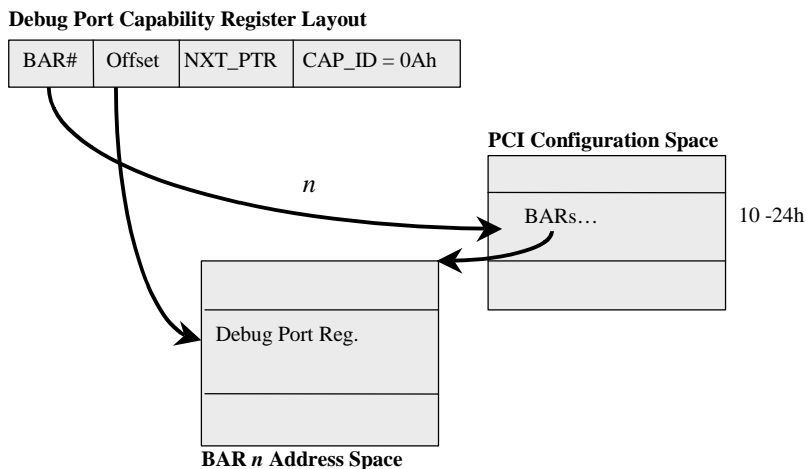 Debug Port Capability Register Layout
BAR# Offset NXT_PTR CAP_ID = 0Ah
PCI Configuration Space
n
BARs…
10 -24h
Debug Port Reg.
BAR n Address Space